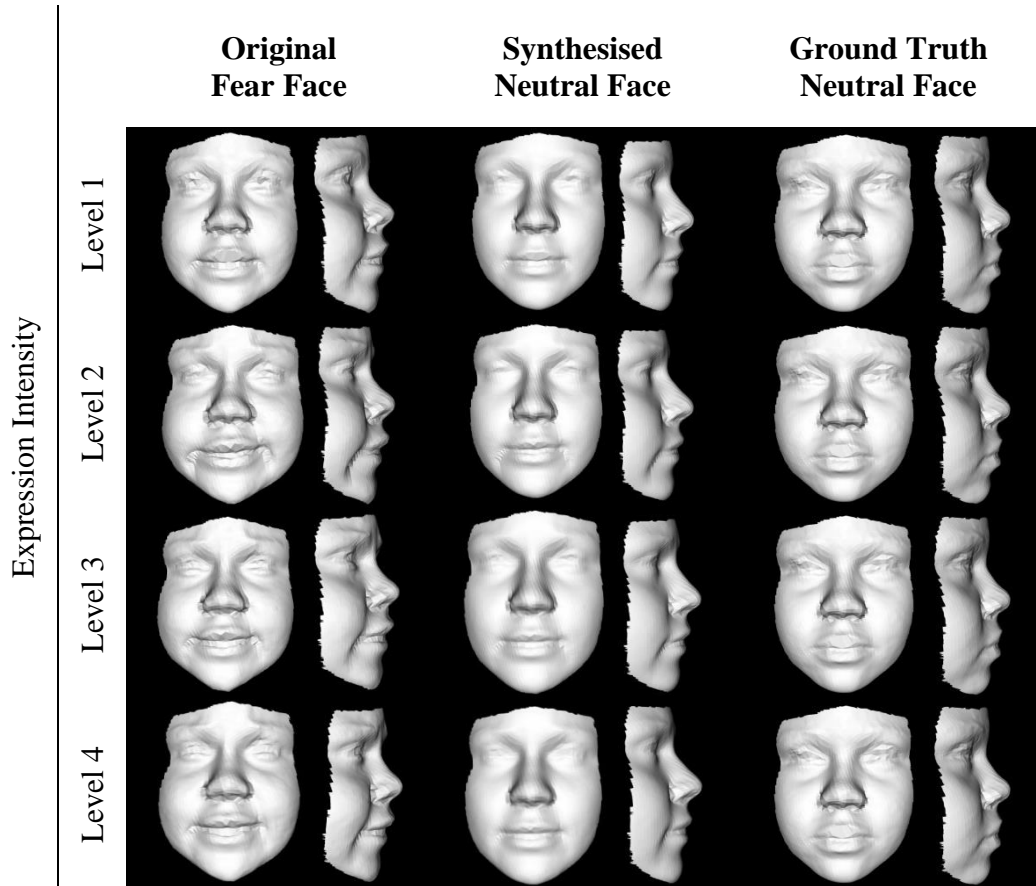 Original
Fear Face
Synthesised
Neutral Face
Ground Truth
Neutral Face
Expression Intensity
Level 1
Level 2
Level 3
Level 4